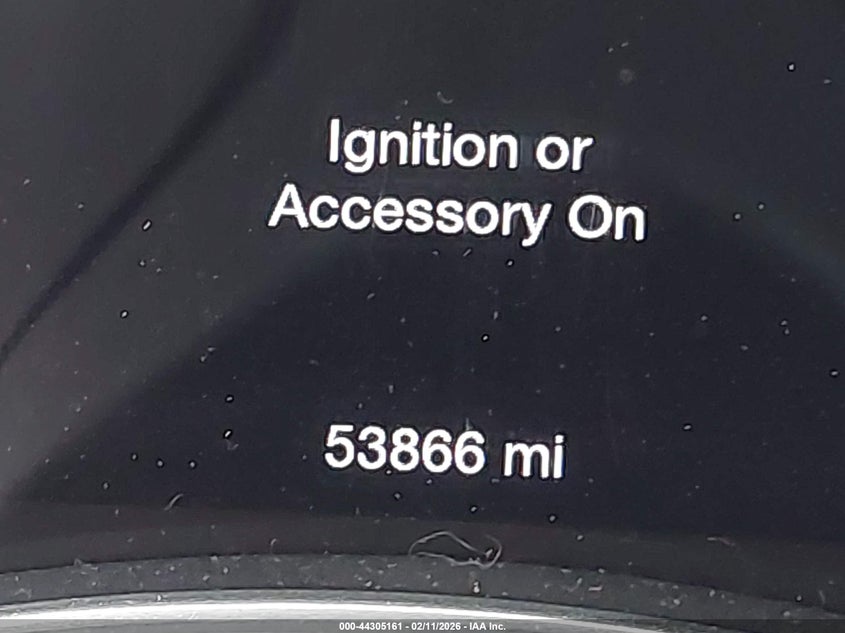 Ignition or
Accessory On
53866 mi
000-44305161 - 02/11/2026 - IAA Inc.